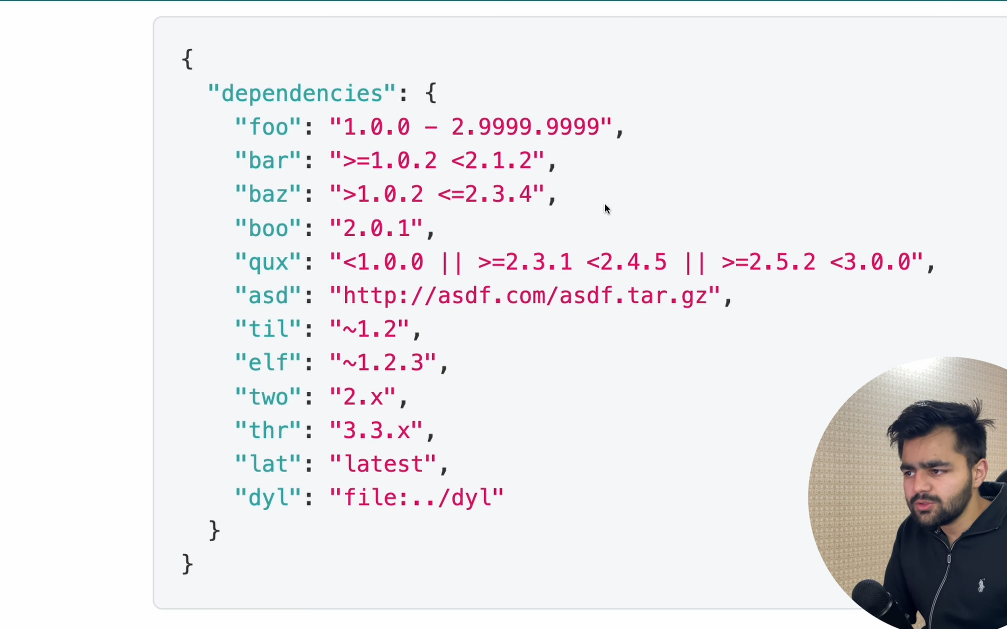 {
"dependencies": {
"foo": "1.0.0 - 2.9999.9999",
"bar": ">=1.0.2 <2.1.2",
"baz": ">1.0.2 <=2.3.4",
"boo": "2.0.1",
"qux": "<1.0.0 || >=2.3.1 <2.4.5 || >=2.5.2 <3.0.0",
"asd": "http://asdf.com/asdf.tar.gz",
"til": "~1.2",
"elf": "~1.2.3",
"two": "2.x",
"thr": "3.3.x",
"lat": "latest",
"dyl": "file:../dyl"
}
}